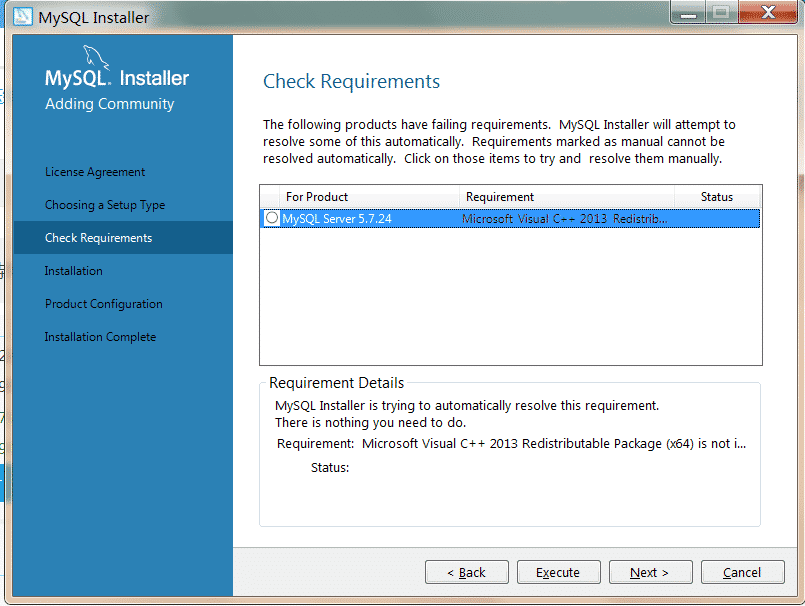 MySQL Installer
MySQL. Installer
Adding Community
License Agreement
Choosing a Setup Type
Check Requirements
Installation
Product Configuration
Installation Complete
Check Requirements
The following products have failing requirements. MySQL Installer will attempt to
resolve some of this automatically. Requirements marked as manual cannot be
resolved automatically. Click on those items to try and resolve them manually.
For Product Requirement Status
MySQL Server 5.7.24 Microsoft Visual C++ 2013 Redistrib...
Requirement Details
MySQL Installer is trying to automatically resolve this requirement.
There is nothing you need to do.
Requirement: Microsoft Visual C++ 2013 Redistributable Package (x64) is not i...
Status:
< Back Execute Next > Cancel